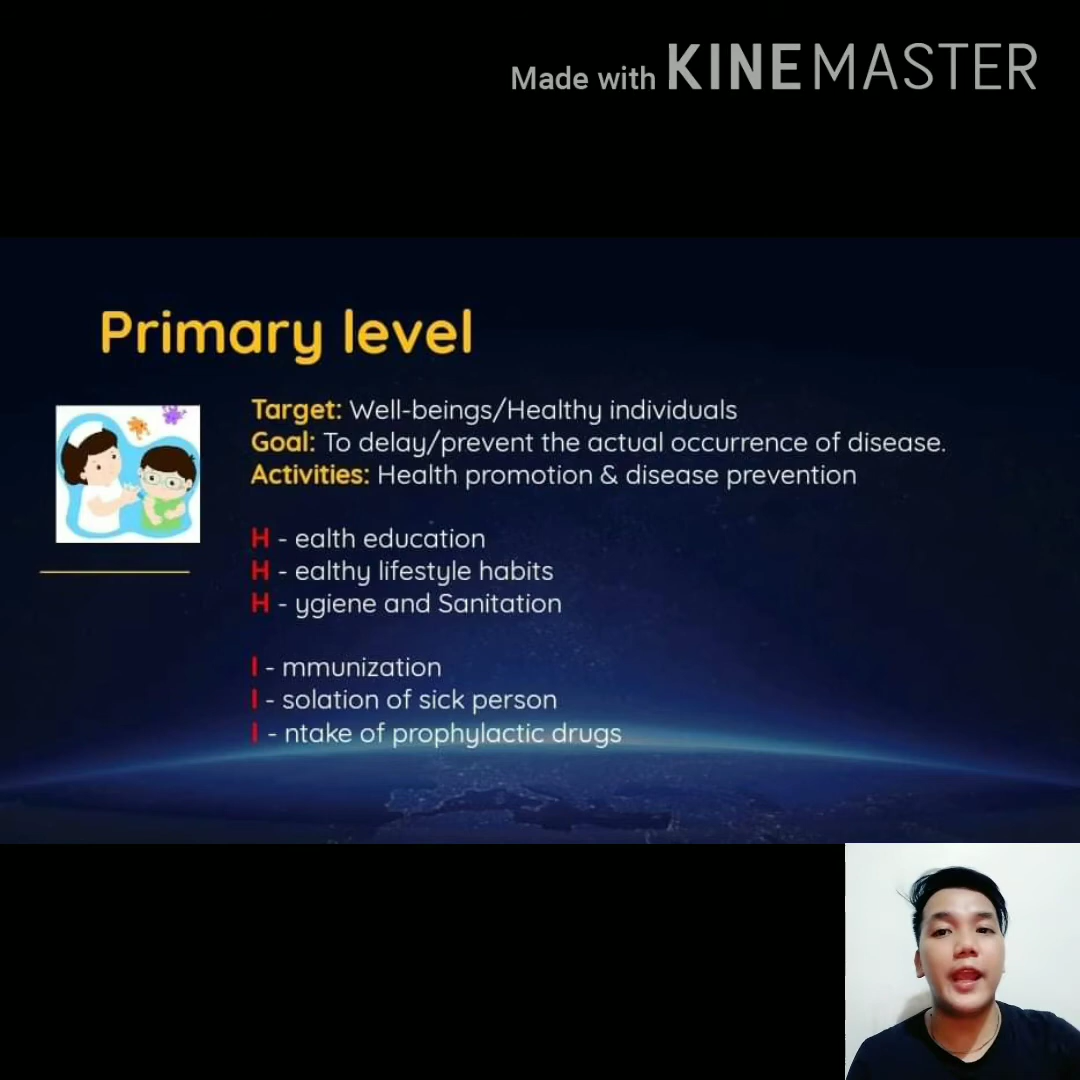 Made with KINEMASTER
Primary level
Target: Well-beings/Healthy individuals
Goal: To delay/prevent the actual occurrence of disease.
Activities: Health promotion & disease prevention
H - ealth education
H - ealthy lifestyle habits
H - ygiene and Sanitation
I - mmunization
I - solation of sick person
I - ntake of prophylactic drugs